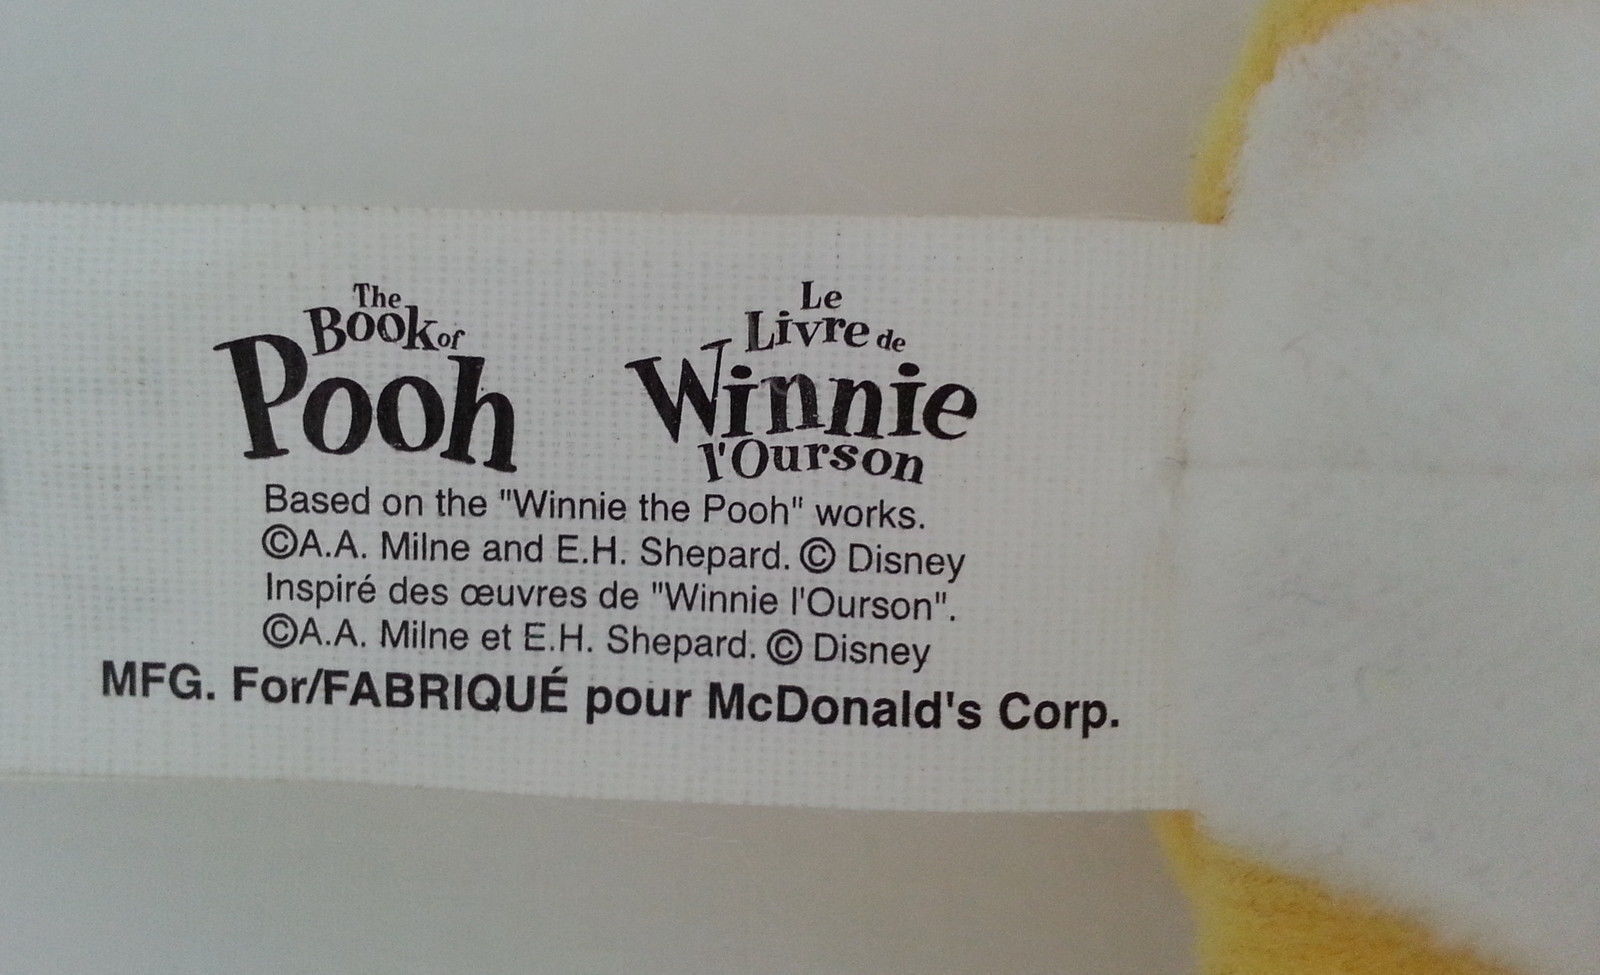 The
Book of
Pooh
Le
Livre de
Winnie
l'Ourson
Based on the "Winnie the Pooh" works.
©A.A. Milne and E.H. Shepard. © Disney
Inspiré des œuvres de "Winnie l'Ourson".
©A.A. Milne et E.H. Shepard. © Disney
MFG. For/FABRIQUÉ pour McDonald's Corp.